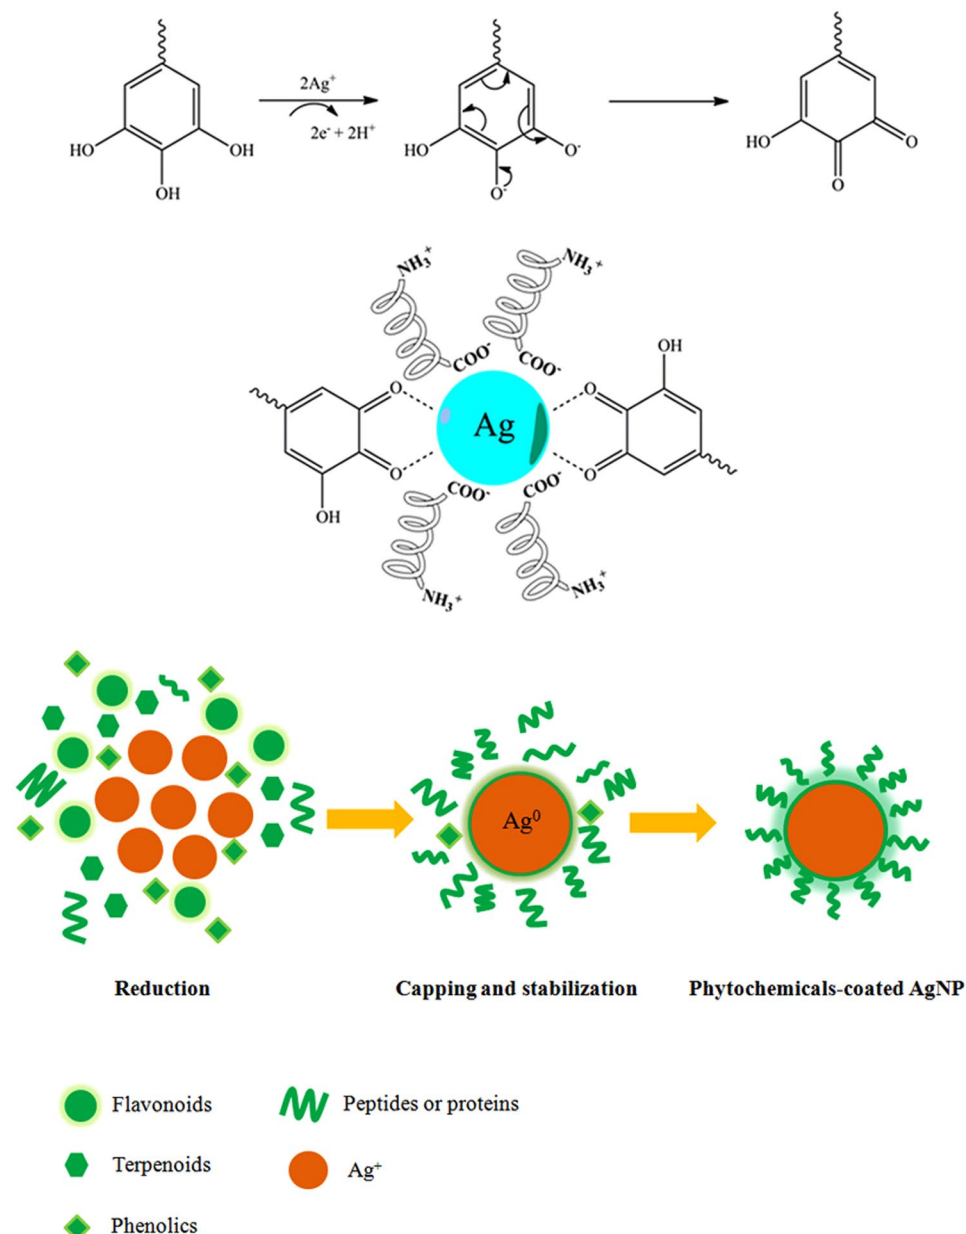 2Ag⁺
2e⁻ + 2H⁺
HO
OH
OH
HO
O⁻
O⁻
HO
O
O
NH₃⁺
NH₃⁺
COO⁻
COO⁻
OH
O
O
Ag
O
O
OH
COO⁻
COO⁻
NH₃⁺
NH₃⁺
Ag⁰
Reduction
Capping and stabilization
Phytochemicals-coated AgNP
Flavonoids
Peptides or proteins
Terpenoids
Ag⁺
Phenolics